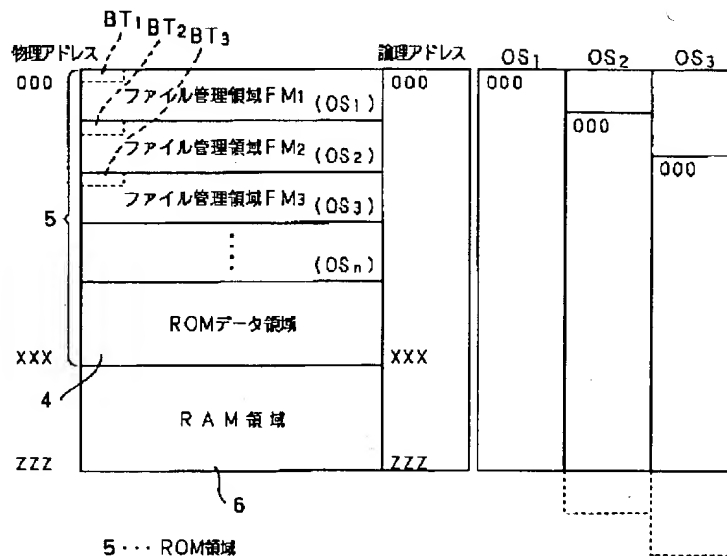 BT1 BT2 BT3
物理アドレス 論理アドレス OS1 OS2 OS3
000 ファイル管理領域FM1 (OS1) 000 000
ファイル管理領域FM2 (OS2) 000
5 ファイル管理領域FM3 (OS3) 000
(OSn)
ROMデータ領域
XXX XXX
4
RAM領域
ZZZ ZZZ
6
5・・・ROM領域